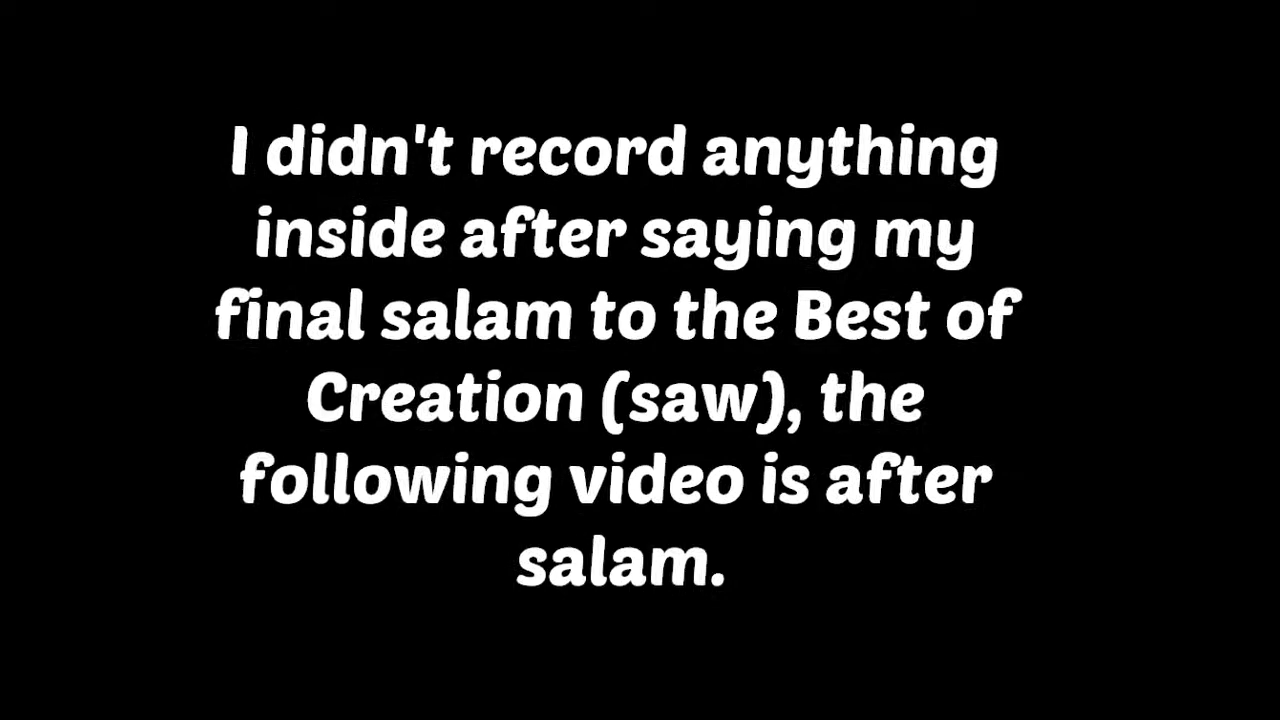 I didn't record anything
inside after saying my
final salam to the Best of
Creation (saw), the
following video is after
salam.